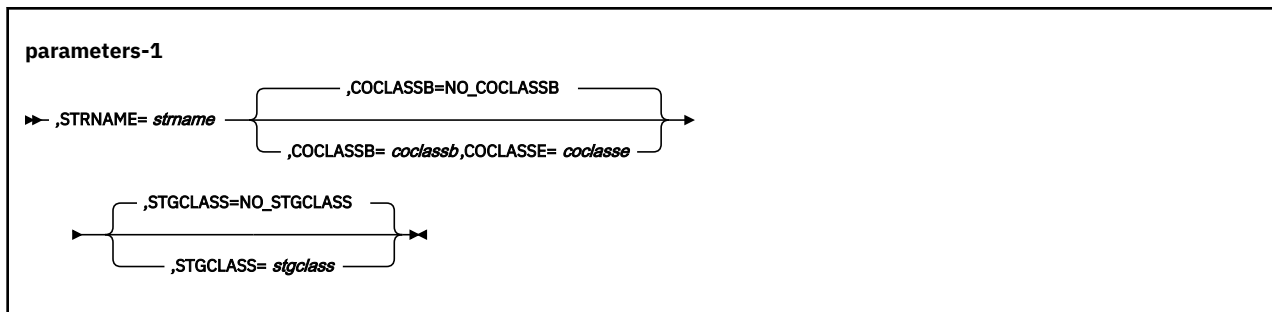 parameters-1
,COCLASSB=NO_COCLASSB
,STRNAME= strname
,COCLASSB= coclassb,COCLASSE= coclasse
,STGCLASS=NO_STGCLASS
,STGCLASS= stgclass